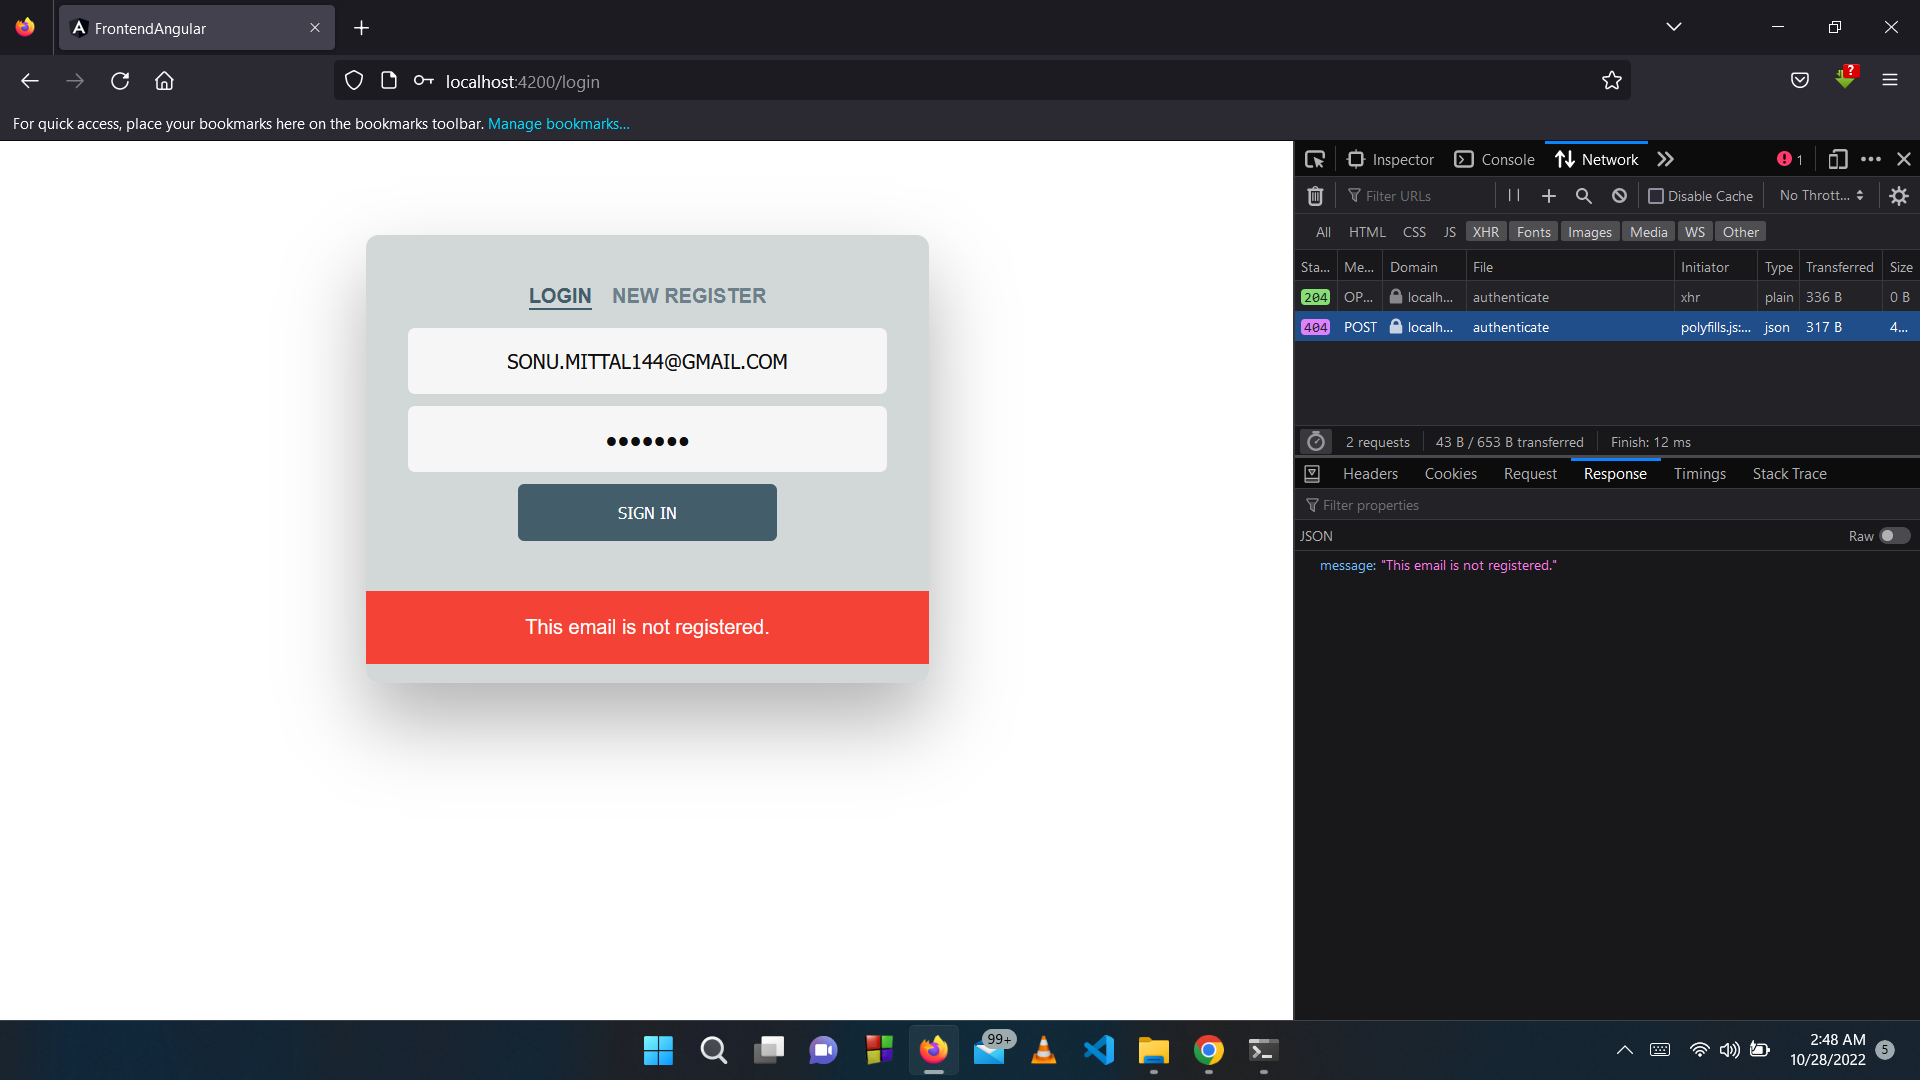 FrontendAngular
localhost:4200/login
?
For quick access, place your bookmarks here on the bookmarks toolbar. Manage bookmarks...
LOGIN NEW REGISTER
SONU.MITTAL144@GMAIL.COM
•••••••
SIGN IN
This email is not registered.
Inspector Console Network 1
Filter URLs Disable Cache No Thrott...
All HTML CSS JS XHR Fonts Images Media WS Other
Sta... Me... Domain File Initiator Type Transferred Size
204 OP... localh... authenticate xhr plain 336 B 0 B
404 POST localh... authenticate polyfills.js:... json 317 B 4...
2 requests 43 B / 653 B transferred Finish: 12 ms
Headers Cookies Request Response Timings Stack Trace
Filter properties
JSON Raw
message: "This email is not registered."
99+
2:48 AM
10/28/2022
5